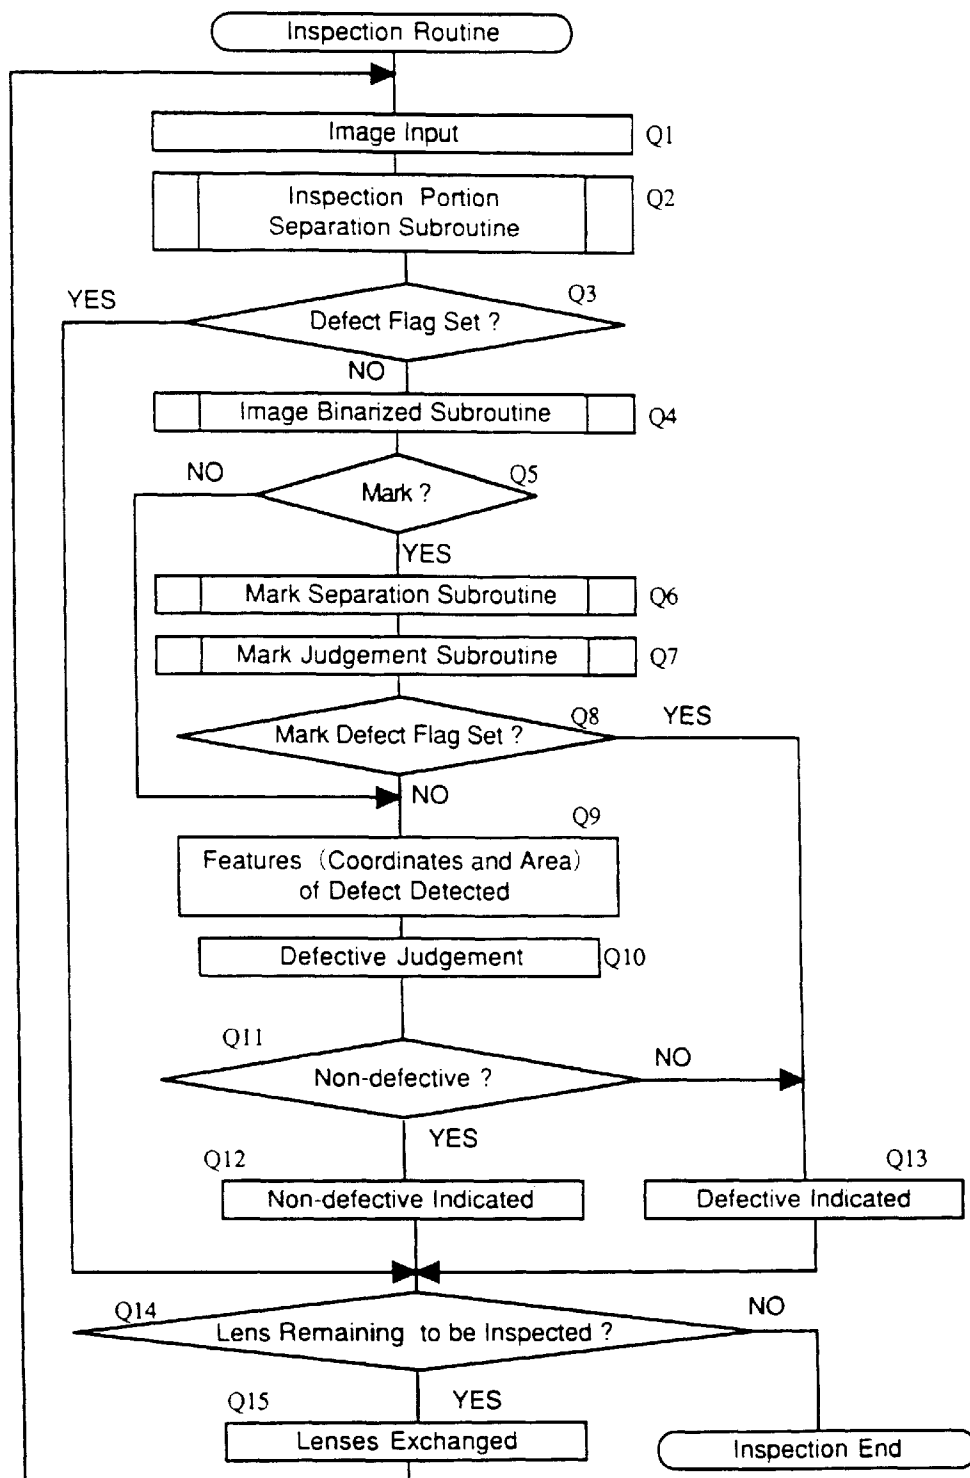 Inspection Routine
Image Input
Q1
Inspection Portion
Separation Subroutine
Q2
Q3
YES
Defect Flag Set ?
NO
Image Binarized Subroutine
Q4
NO
Q5
Mark ?
YES
Mark Separation Subroutine
Q6
Mark Judgement Subroutine
Q7
Q8
YES
Mark Defect Flag Set ?
NO
Q9
Features (Coordinates and Area)
of Defect Detected
Defective Judgement
Q10
Q11
NO
Non-defective ?
YES
Q12
Q13
Non-defective Indicated
Defective Indicated
Q14
NO
Lens Remaining to be Inspected ?
Q15
YES
Lenses Exchanged
Inspection End